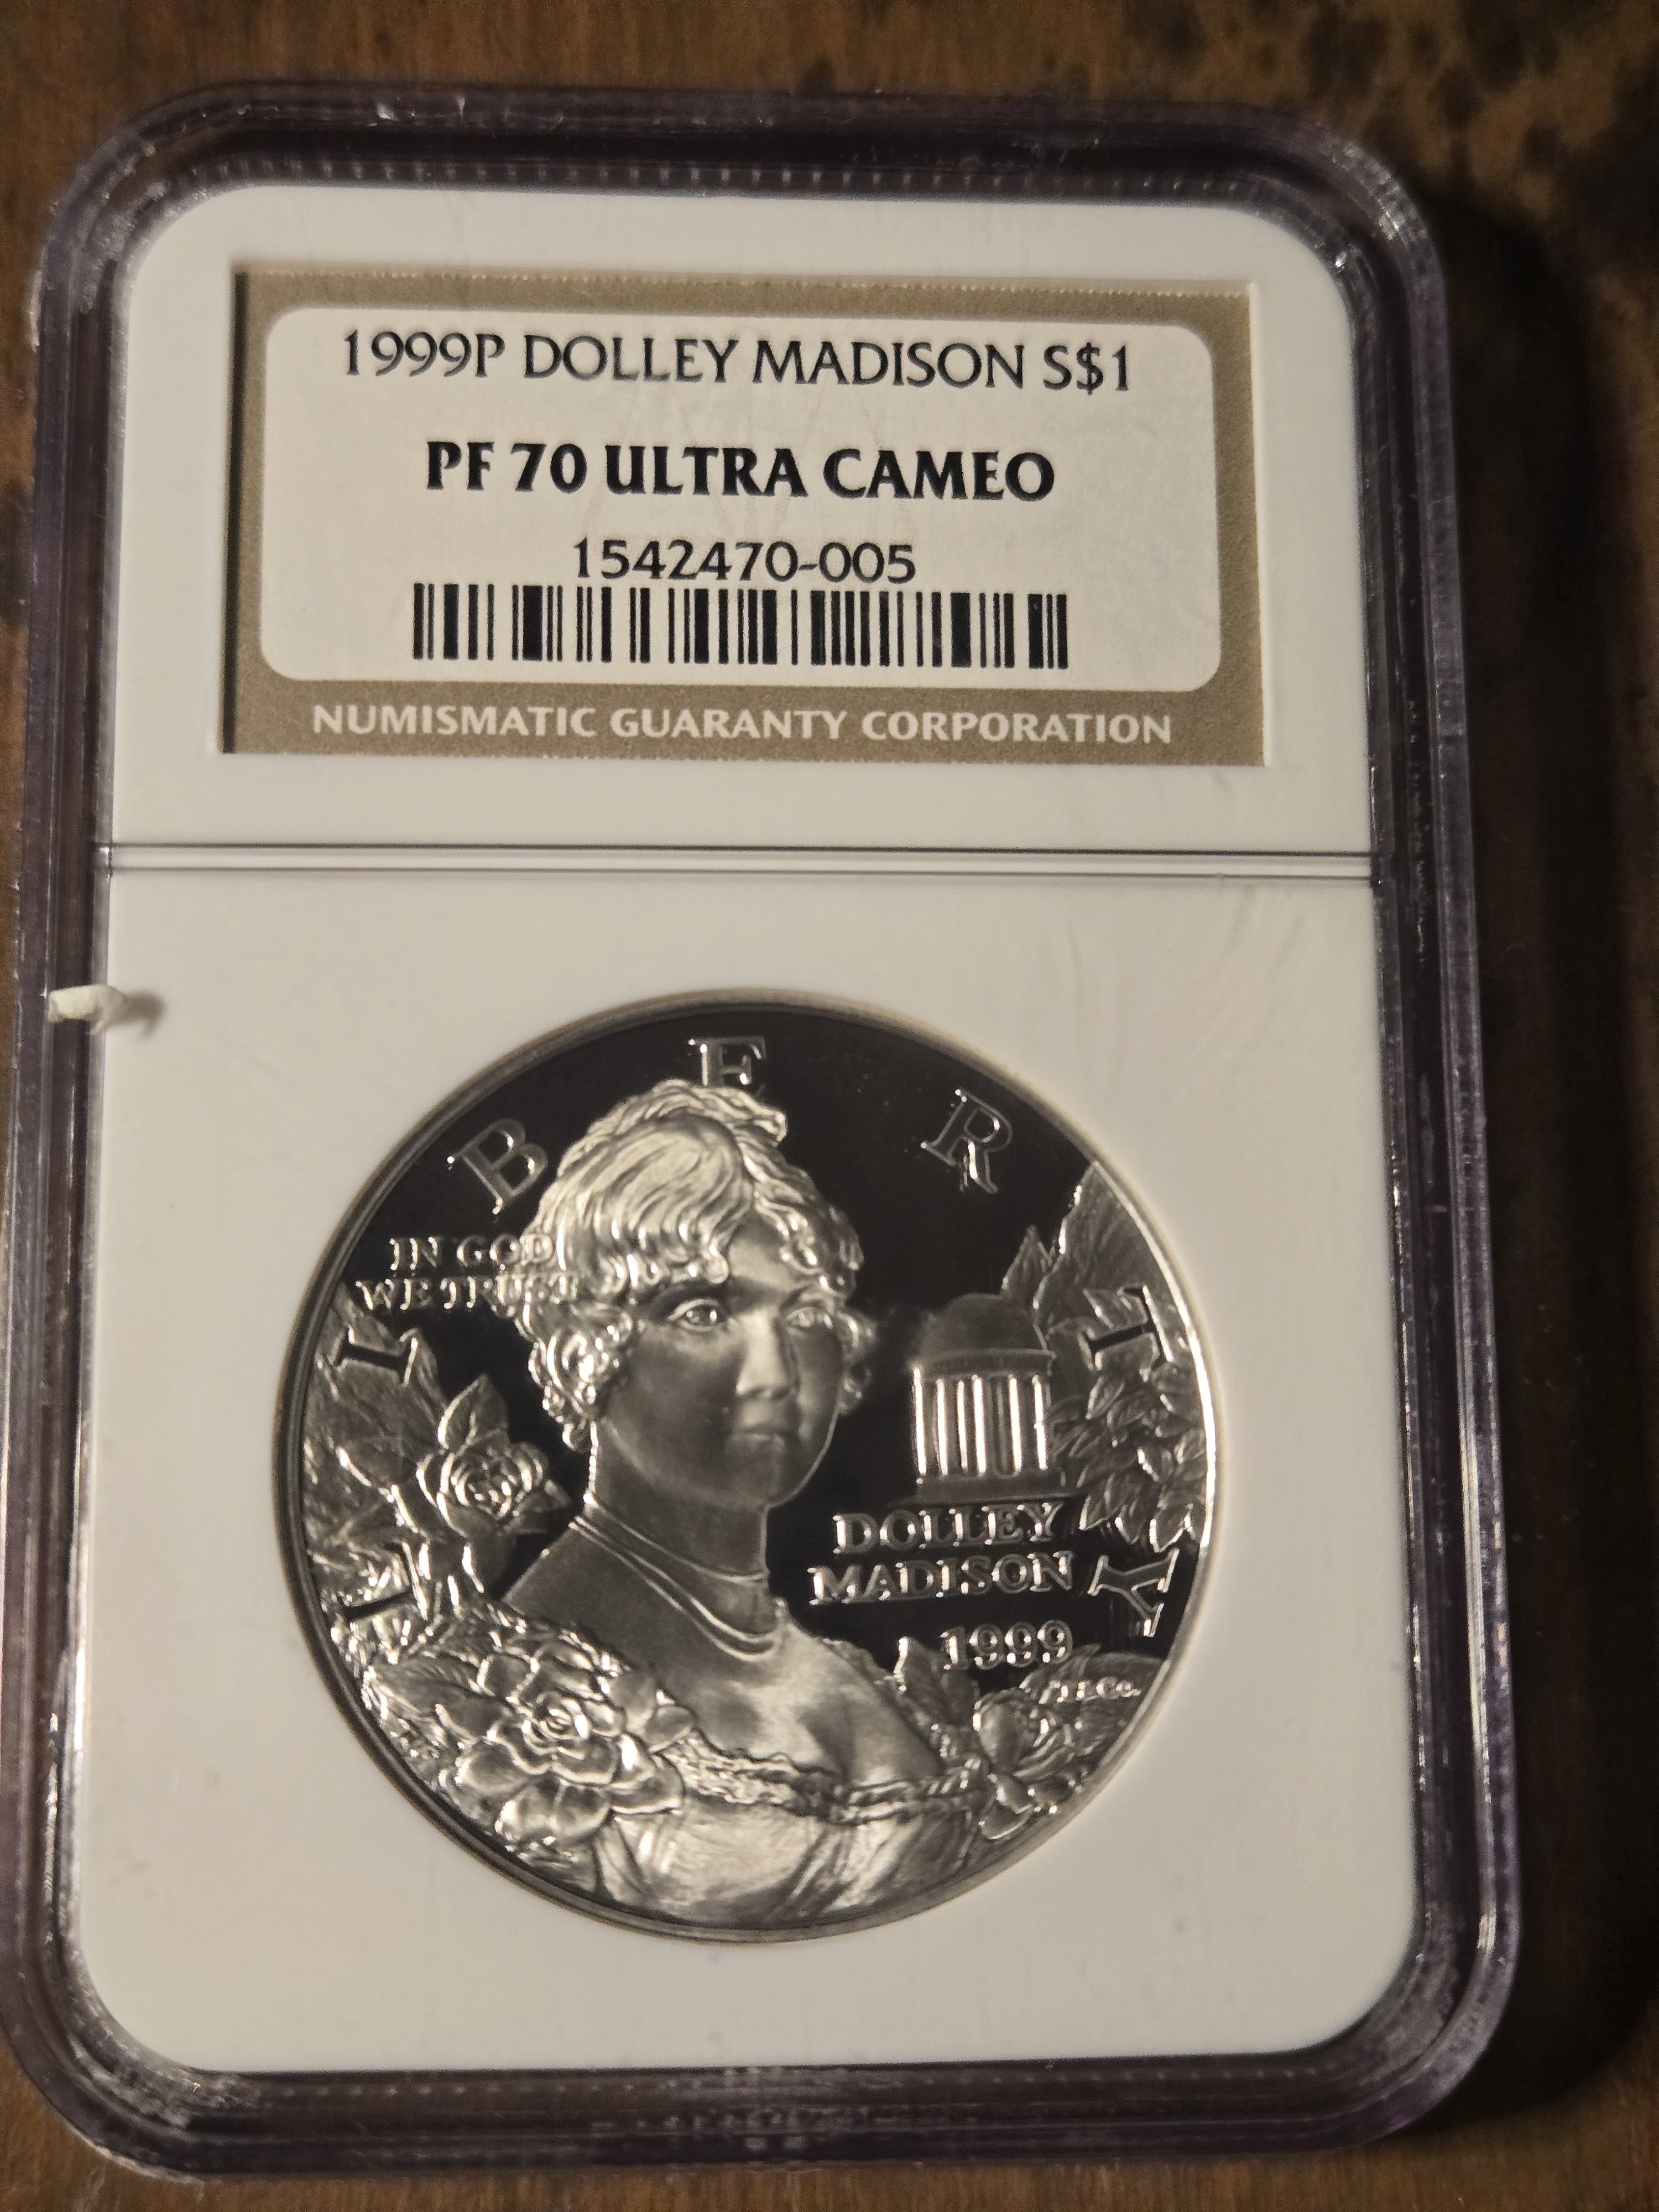 1999P DOLLEY MADISON S$1
PF 70 ULTRA CAMEO
1542470-005
NUMISMATIC GUARANTY CORPORATION
LIBERTY
IN GOD
WE TRUST
DOLLEY
MADISON
1999